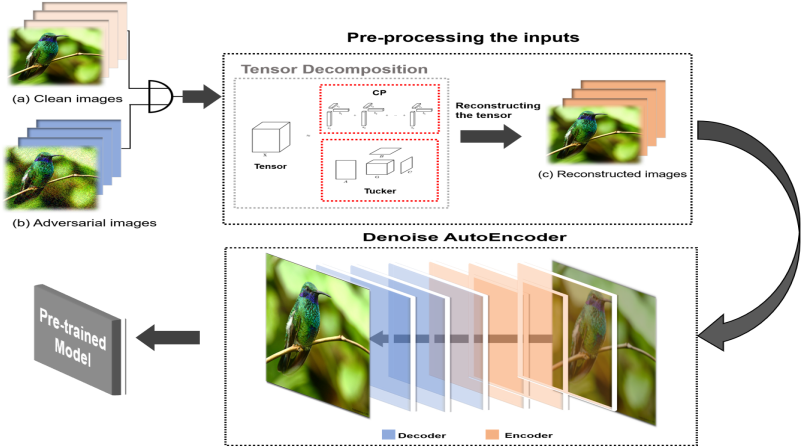 Pre-processing the inputs
(a) Clean images
(b) Adversarial images
Tensor Decomposition
CP
Tensor
Tucker
Reconstructing
the tensor
(c) Reconstructed images
Denoise AutoEncoder
Pre-trained
Model
Decoder
Encoder